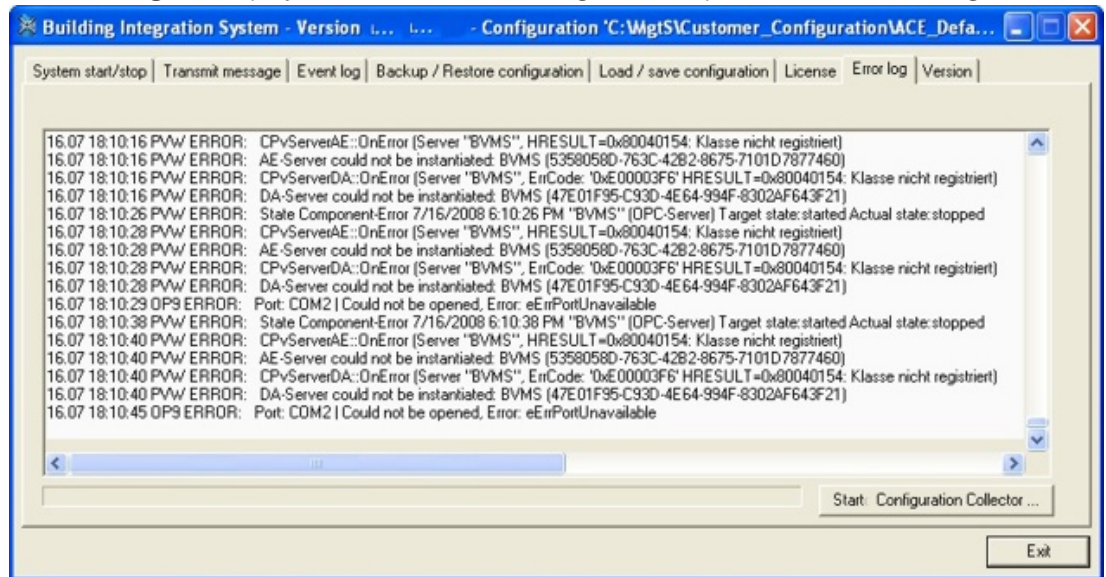 Building Integration System - Version - Configuration 'C:\MgtS\Customer_Configuration\ACE_Defa...
System start/stop Transmit message Event log Backup / Restore configuration Load / save configuration License Error log Version
16.07 18:10:16 PVW ERROR: CPvServerAE::OnError (Server "BVMS", HRESULT=0x80040154: Klasse nicht registriert)
16.07 18:10:16 PVW ERROR: AE-Server could not be instantiated: BVMS (5358058D-763C-42B2-8675-7101D7877460)
16.07 18:10:16 PVW ERROR: CPvServerDA::OnError (Server "BVMS", ErrCode: '0xE00003F6' HRESULT=0x80040154: Klasse nicht registriert)
16.07 18:10:16 PVW ERROR: DA-Server could not be instantiated: BVMS (47E01F95-C93D-4E64-994F-8302AF643F21)
16.07 18:10:26 PVW ERROR: State Component-Error 7/16/2008 6:10:26 PM "BVMS" (OPC-Server) Target state:started Actual state:stopped
16.07 18:10:28 PVW ERROR: CPvServerAE::OnError (Server "BVMS", HRESULT=0x80040154: Klasse nicht registriert)
16.07 18:10:28 PVW ERROR: AE-Server could not be instantiated: BVMS (5358058D-763C-42B2-8675-7101D7877460)
16.07 18:10:28 PVW ERROR: CPvServerDA::OnError (Server "BVMS", ErrCode: '0xE00003F6' HRESULT=0x80040154: Klasse nicht registriert)
16.07 18:10:28 PVW ERROR: DA-Server could not be instantiated: BVMS (47E01F95-C93D-4E64-994F-8302AF643F21)
16.07 18:10:29 OP9 ERROR: Port: COM2 | Could not be opened, Error: eErrPortUnavailable
16.07 18:10:38 PVW ERROR: State Component-Error 7/16/2008 6:10:38 PM "BVMS" (OPC-Server) Target state:started Actual state:stopped
16.07 18:10:40 PVW ERROR: CPvServerAE::OnError (Server "BVMS", HRESULT=0x80040154: Klasse nicht registriert)
16.07 18:10:40 PVW ERROR: AE-Server could not be instantiated: BVMS (5358058D-763C-42B2-8675-7101D7877460)
16.07 18:10:40 PVW ERROR: CPvServerDA::OnError (Server "BVMS", ErrCode: '0xE00003F6' HRESULT=0x80040154: Klasse nicht registriert)
16.07 18:10:40 PVW ERROR: DA-Server could not be instantiated: BVMS (47E01F95-C93D-4E64-994F-8302AF643F21)
16.07 18:10:45 OP9 ERROR: Port: COM2 | Could not be opened, Error: eErrPortUnavailable
Start: Configuration Collector ...
Exit